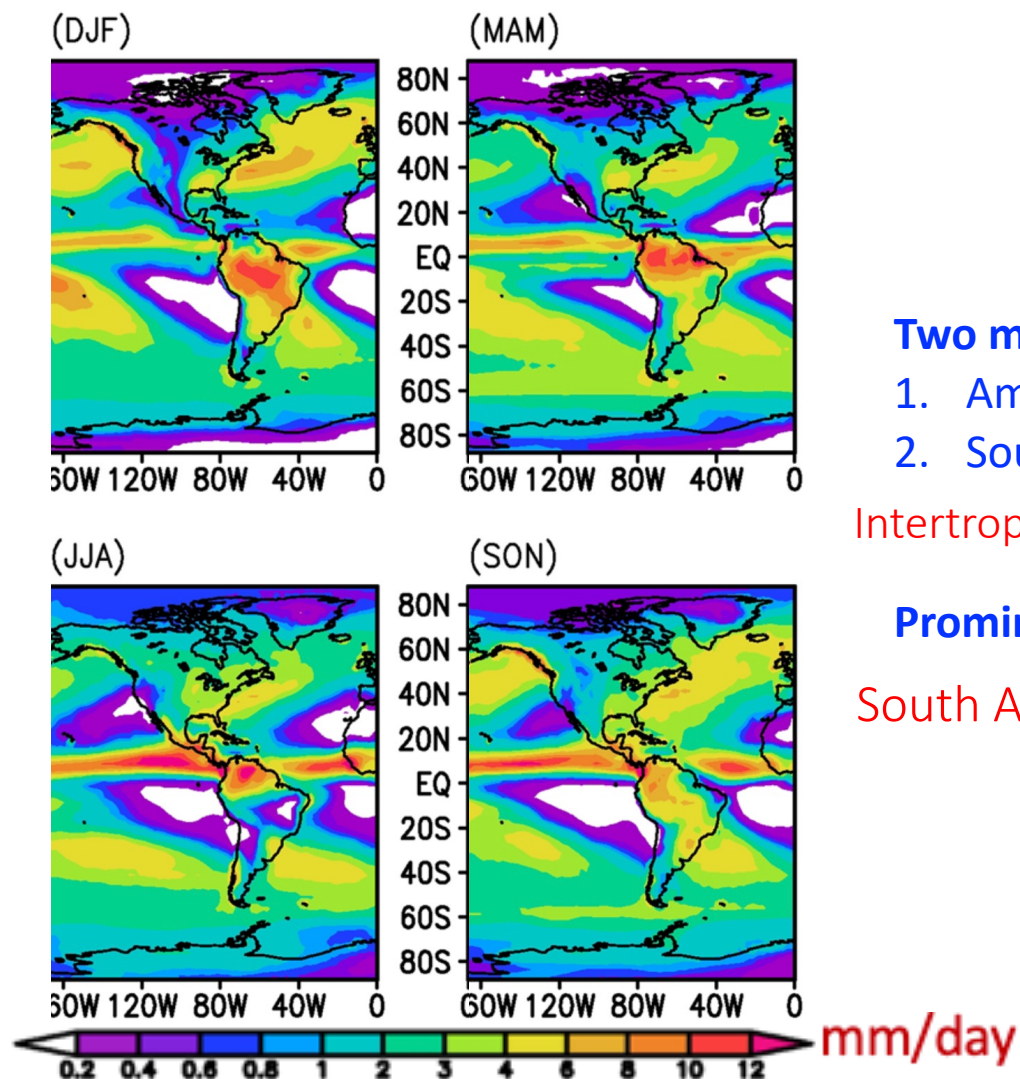 (DJF)
(MAM)
80N
60N
40N
20N
EQ
20S
40S
60S
80S
60W 120W 80W 40W 0
60W 120W 80W 40W 0
Two m
1. Am
2. Sou
Intertrop
Promin
South A
(JJA)
(SON)
80N
60N
40N
20N
EQ
20S
40S
60S
80S
60W 120W 80W 40W 0
60W 120W 80W 40W 0
0.2 0.4 0.6 0.8 1 2 3 4 6 8 10 12 mm/day